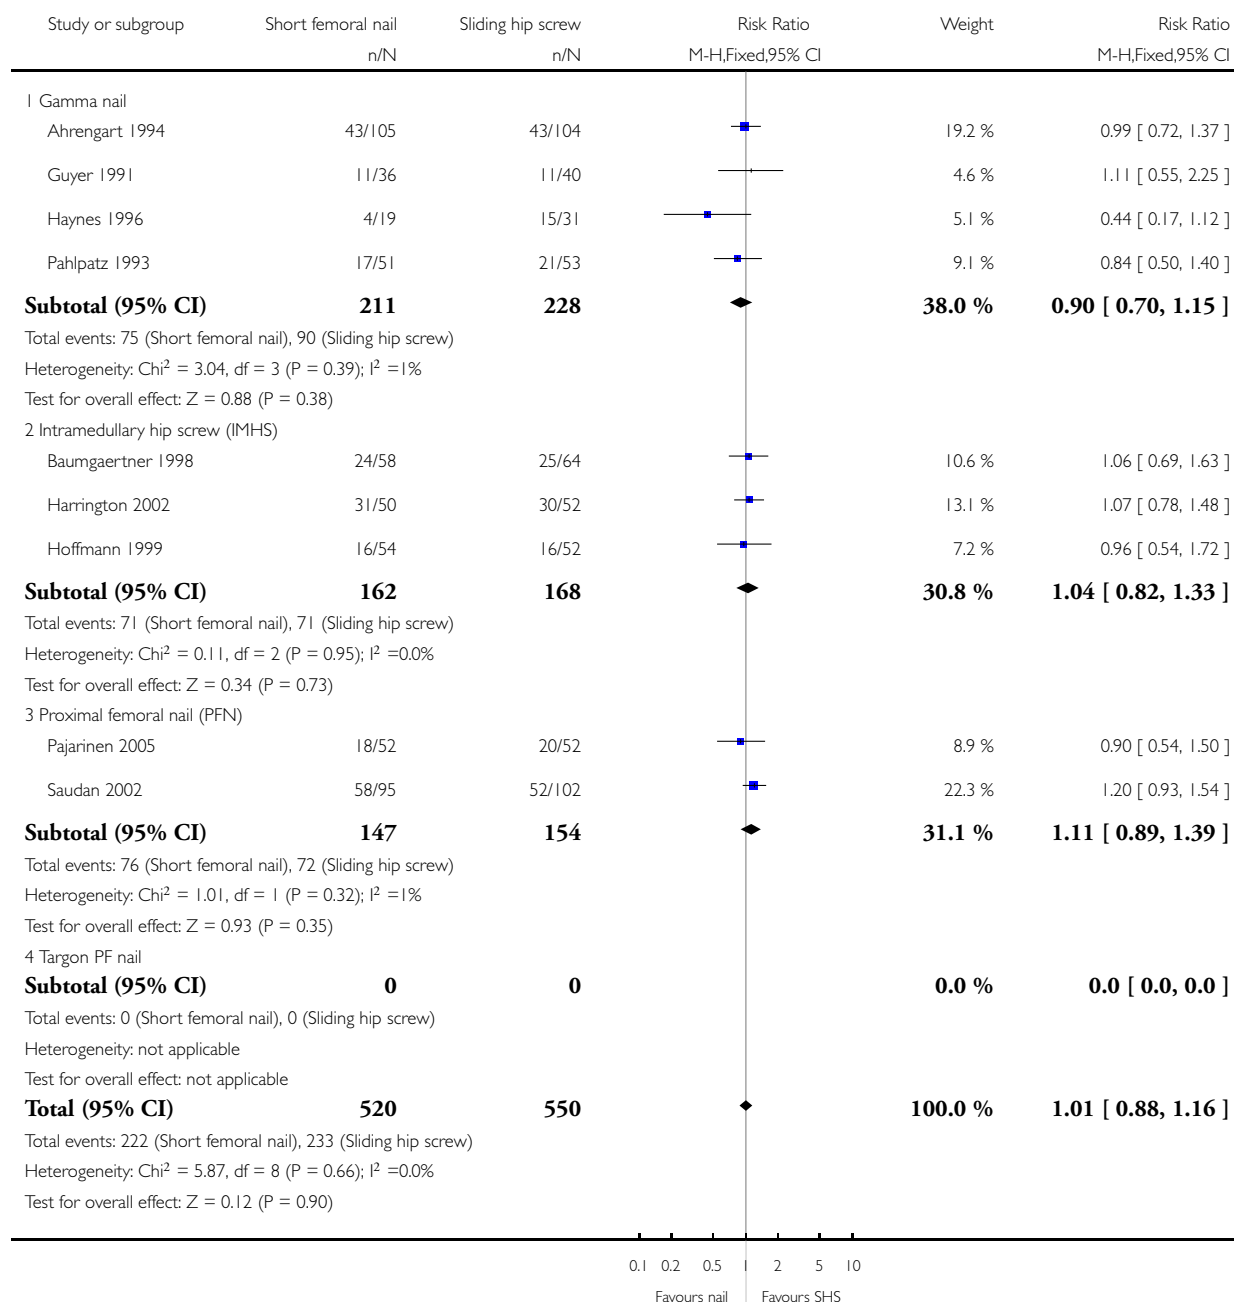 Study or subgroup Short femoral nail Sliding hip screw Risk Ratio Weight Risk Ratio
n/N n/N M-H,Fixed,95% CI M-H,Fixed,95% CI
1 Gamma nail
Ahrengart 1994 43/105 43/104 19.2 % 0.99 [ 0.72, 1.37 ]
Guyer 1991 11/36 11/40 4.6 % 1.11 [ 0.55, 2.25 ]
Haynes 1996 4/19 15/31 5.1 % 0.44 [ 0.17, 1.12 ]
Pahlpatz 1993 17/51 21/53 9.1 % 0.84 [ 0.50, 1.40 ]
Subtotal (95% CI) 211 228 38.0 % 0.90 [ 0.70, 1.15 ]
Total events: 75 (Short femoral nail), 90 (Sliding hip screw)
Heterogeneity: Chi² = 3.04, df = 3 (P = 0.39); I² =1%
Test for overall effect: Z = 0.88 (P = 0.38)
2 Intramedullary hip screw (IMHS)
Baumgaertner 1998 24/58 25/64 10.6 % 1.06 [ 0.69, 1.63 ]
Harrington 2002 31/50 30/52 13.1 % 1.07 [ 0.78, 1.48 ]
Hoffmann 1999 16/54 16/52 7.2 % 0.96 [ 0.54, 1.72 ]
Subtotal (95% CI) 162 168 30.8 % 1.04 [ 0.82, 1.33 ]
Total events: 71 (Short femoral nail), 71 (Sliding hip screw)
Heterogeneity: Chi² = 0.11, df = 2 (P = 0.95); I² =0.0%
Test for overall effect: Z = 0.34 (P = 0.73)
3 Proximal femoral nail (PFN)
Pajarinen 2005 18/52 20/52 8.9 % 0.90 [ 0.54, 1.50 ]
Saudan 2002 58/95 52/102 22.3 % 1.20 [ 0.93, 1.54 ]
Subtotal (95% CI) 147 154 31.1 % 1.11 [ 0.89, 1.39 ]
Total events: 76 (Short femoral nail), 72 (Sliding hip screw)
Heterogeneity: Chi² = 1.01, df = 1 (P = 0.32); I² =1%
Test for overall effect: Z = 0.93 (P = 0.35)
4 Targon PF nail
Subtotal (95% CI) 0 0 0.0 % 0.0 [ 0.0, 0.0 ]
Total events: 0 (Short femoral nail), 0 (Sliding hip screw)
Heterogeneity: not applicable
Test for overall effect: not applicable
Total (95% CI) 520 550 100.0 % 1.01 [ 0.88, 1.16 ]
Total events: 222 (Short femoral nail), 233 (Sliding hip screw)
Heterogeneity: Chi² = 5.87, df = 8 (P = 0.66); I² =0.0%
Test for overall effect: Z = 0.12 (P = 0.90)
0.1 0.2 0.5 1 2 5 10
Favours nail Favours SHS